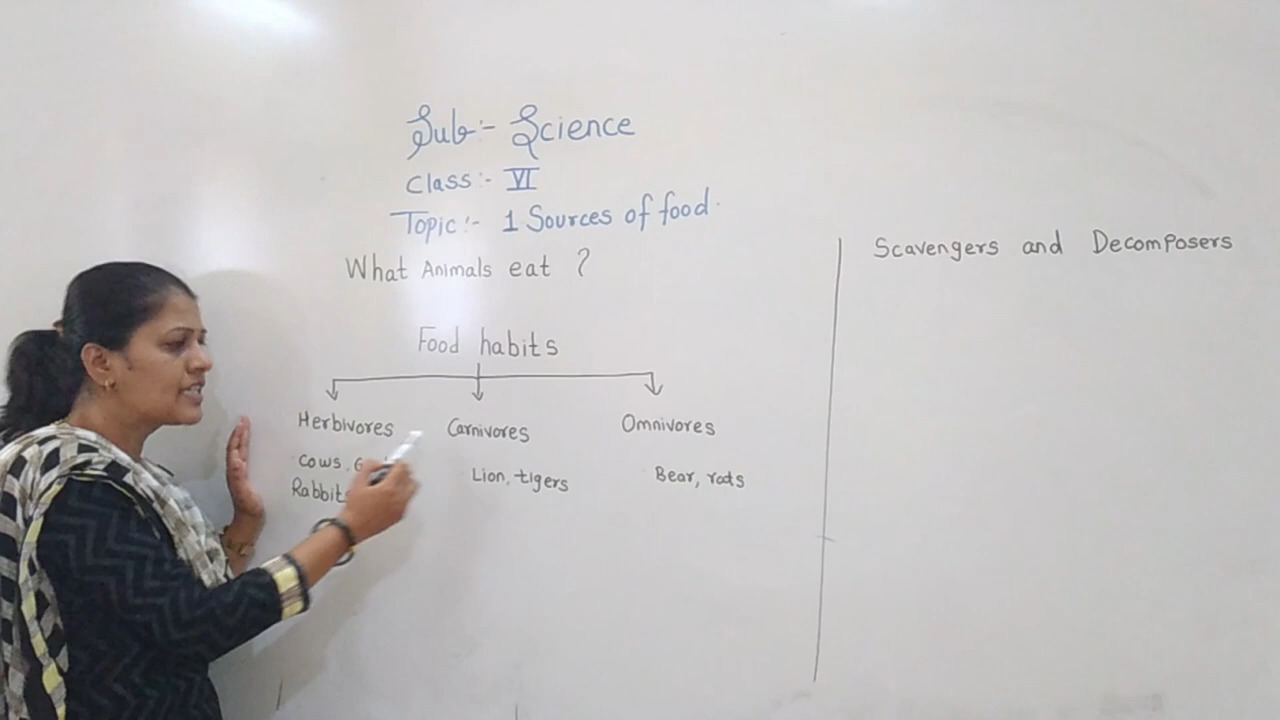 Sub:- Science
Class:- VI
Topic:- 1 Sources of food.
What Animals eat ?
Food habits
Herbivores Carnivores Omnivores
Cows, Lion, tigers Bear, rats
Rabbits
Scavengers and Decomposers